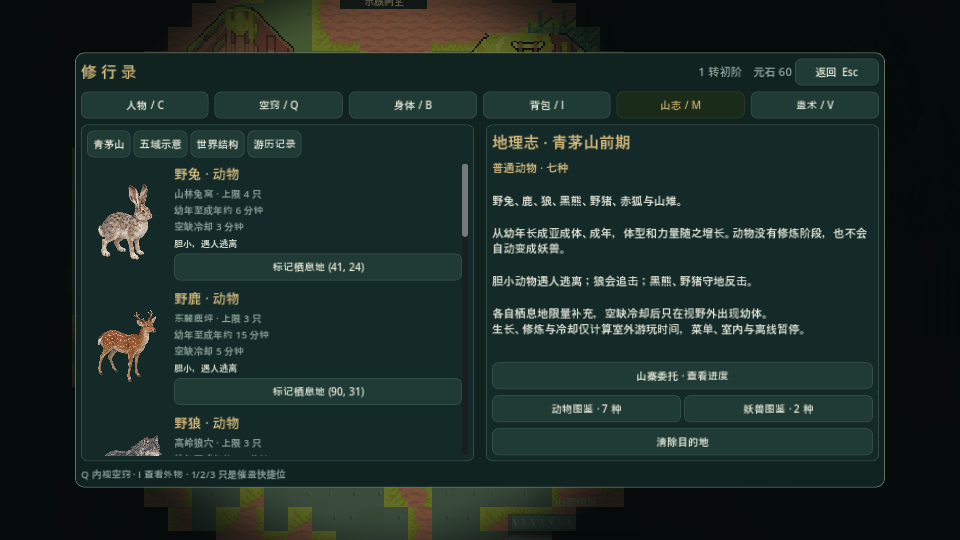 修行录
1 转初阶 元石 60 返回 Esc
人物 / C
空窍 / Q
身体 / B
背包 / I
山志 / M
蛊术 / V
青茅山
五域示意
世界结构
游历记录
野兔 · 动物
山林兔窝 · 上限 4 只
幼年至成年约 6 分钟
空缺冷却 3 分钟
胆小，遇人逃离
标记栖息地 (41, 24)
野鹿 · 动物
东麓鹿坪 · 上限 3 只
幼年至成年约 15 分钟
空缺冷却 5 分钟
胆小，遇人逃离
标记栖息地 (90, 31)
野狼 · 动物
高岭狼穴 · 上限 3 只
地理志 · 青茅山前期
普通动物 · 七种
野兔、鹿、狼、黑熊、野猪、赤狐与山雉。
从幼年长成亚成体、成年，体型和力量随之增长。动物没有修炼阶段，也不会
自动变成妖兽。
胆小动物遇人逃离；狼会追击；黑熊、野猪守地反击。
各自栖息地限量补充，空缺冷却后只在视野外出现幼体。
生长、修炼与冷却仅计算室外游玩时间，菜单、室内与离线暂停。
山寨委托 · 查看进度
动物图鉴 · 7 种
妖兽图鉴 · 2 种
清除目的地
Q 内视空窍 · I 查看外物 · 1/2/3 只是催蛊快捷位